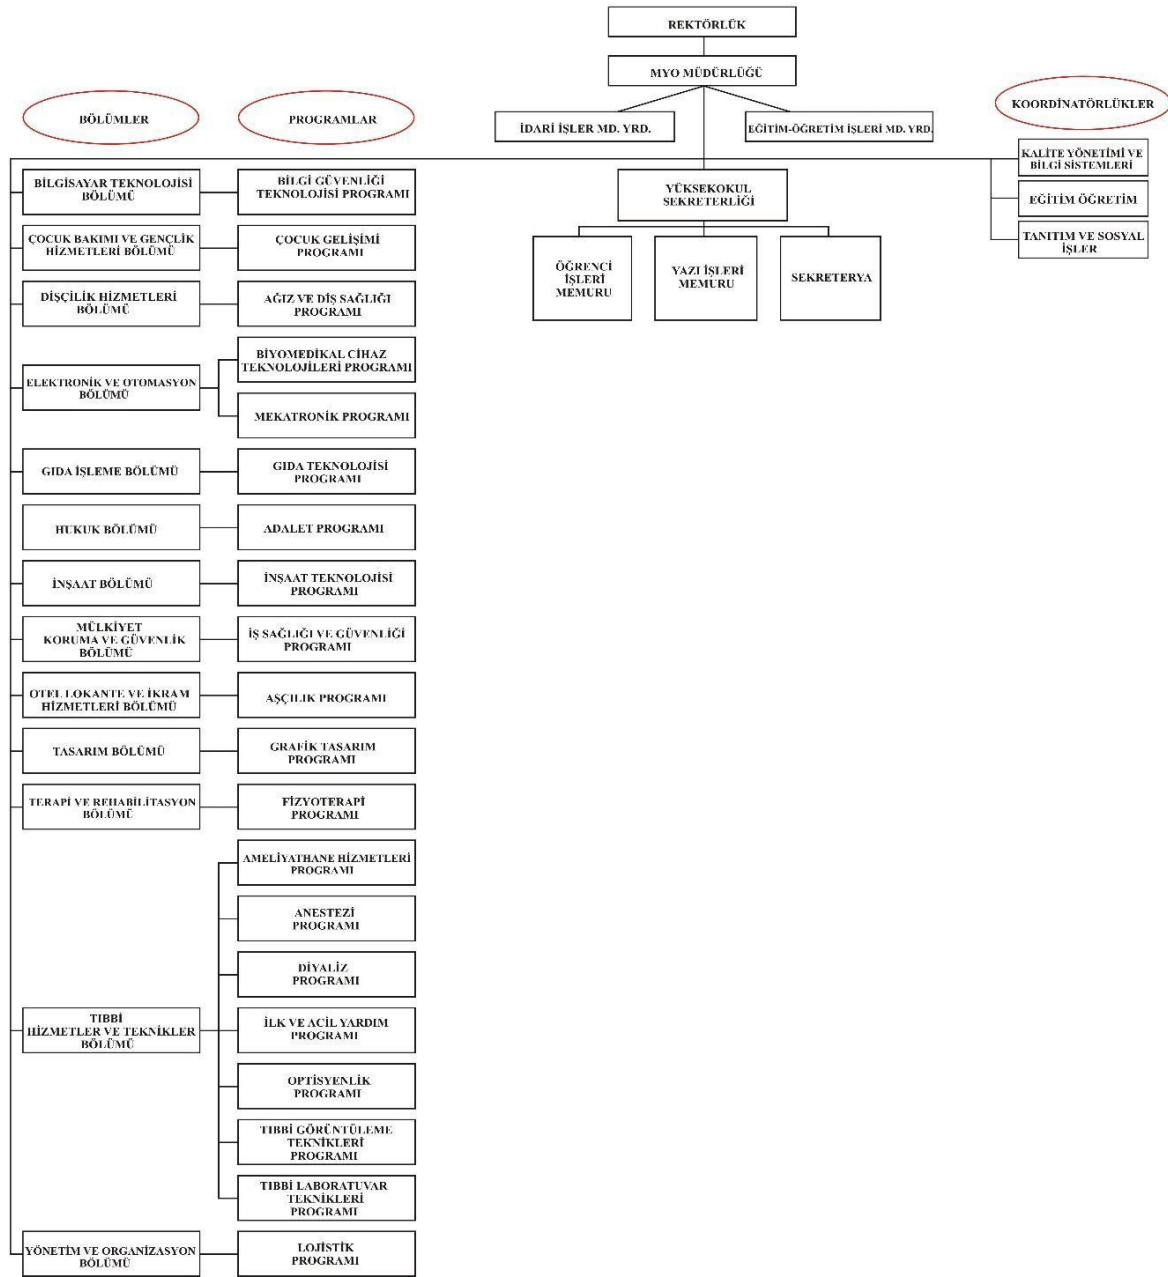 REKTÖRLÜK
MYO MÜDÜRLÜĞÜ
İDARİ İŞLER MD. YRD.
EĞİTİM-ÖĞRETİM İŞLERİ MD. YRD.
BÖLÜMLER
PROGRAMLAR
KOORDİNATÖRLÜKLER
KALİTE YÖNETİMİ VE
BİLGİ SİSTEMLERİ
EĞİTİM ÖĞRETİM
TANITIM VE SOSYAL
İŞLER
YÜKSEKOKUL
SEKRETERLİĞİ
ÖĞRENCİ
İŞLERİ
MEMURU
YAZI İŞLERİ
MEMURU
SEKRETERYA
BİLGİSAYAR TEKNOLOJİSİ
BÖLÜMÜ
BİLGİ GÜVENLİĞİ
TEKNOLOJİSİ PROGRAMI
ÇOCUK BAKIMI VE GENÇLİK
HİZMETLERİ BÖLÜMÜ
ÇOCUK GELİŞİMİ
PROGRAMI
DİŞÇİLİK HİZMETLERİ
BÖLÜMÜ
AĞIZ VE DİŞ SAĞLIĞI
PROGRAMI
ELEKTRONİK VE OTOMASYON
BÖLÜMÜ
BİYOMEDİKAL CİHAZ
TEKNOLOJİLERİ PROGRAMI
MEKATRONİK PROGRAMI
GIDA İŞLEME BÖLÜMÜ
GIDA TEKNOLOJİSİ
PROGRAMI
HUKUK BÖLÜMÜ
ADALET PROGRAMI
İNŞAAT BÖLÜMÜ
İNŞAAT TEKNOLOJİSİ
PROGRAMI
MÜLKİYET
KORUMA VE GÜVENLİK
BÖLÜMÜ
İŞ SAĞLIĞI VE GÜVENLİĞİ
PROGRAMI
OTEL LOKANTE VE İKRAM
HİZMETLERİ BÖLÜMÜ
AŞÇILIK PROGRAMI
TASARIM BÖLÜMÜ
GRAFİK TASARIM
PROGRAMI
TERAPİ VE REHABİLİTASYON
BÖLÜMÜ
FİZYOTERAPİ
PROGRAMI
TIBBİ
HİZMETLER VE TEKNİKLER
BÖLÜMÜ
AMELİYATHANE HİZMETLERİ
PROGRAMI
ANESTEZİ
PROGRAMI
DİYALİZ
PROGRAMI
İLK VE ACİL YARDIM
PROGRAMI
OPTİSYENLİK
PROGRAMI
TIBBİ GÖRÜNTÜLEME
TEKNİKLERİ
PROGRAMI
TIBBİ LABORATUVAR
TEKNİKLERİ
PROGRAMI
YÖNETİM VE ORGANİZASYON
BÖLÜMÜ
LOJİSTİK
PROGRAMI